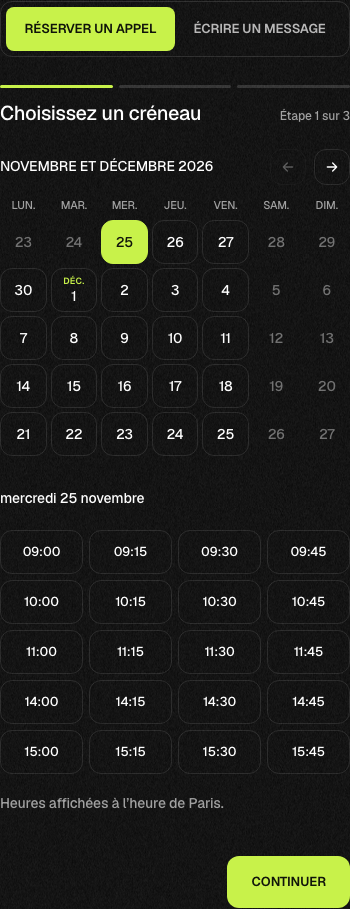 RÉSERVER UN APPEL ÉCRIRE UN MESSAGE
Choisissez un créneau Étape 1 sur 3
NOVEMBRE ET DÉCEMBRE 2026 ← →
LUN. MAR. MER. JEU. VEN. SAM. DIM.
23 24 25 26 27 28 29
30 DÉC. 1 2 3 4 5 6
7 8 9 10 11 12 13
14 15 16 17 18 19 20
21 22 23 24 25 26 27
mercredi 25 novembre
09:00 09:15 09:30 09:45
10:00 10:15 10:30 10:45
11:00 11:15 11:30 11:45
14:00 14:15 14:30 14:45
15:00 15:15 15:30 15:45
Heures affichées à l’heure de Paris.
CONTINUER